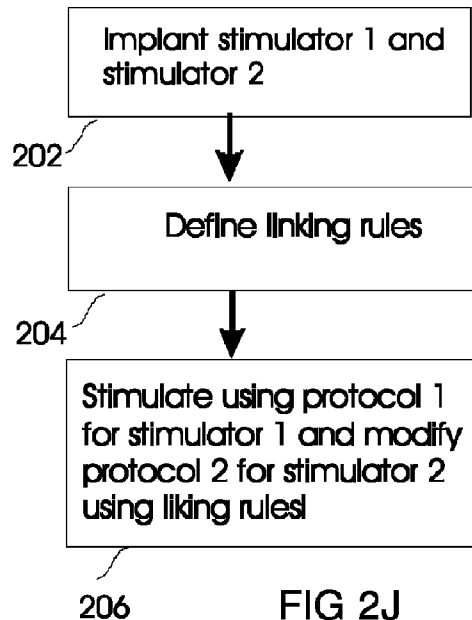 Implant stimulator 1 and
stimulator 2
202
Define linking rules
204
Stimulate using protocol 1
for stimulator 1 and modify
protocol 2 for stimulator 2
using liking rulesl
206
FIG 2J